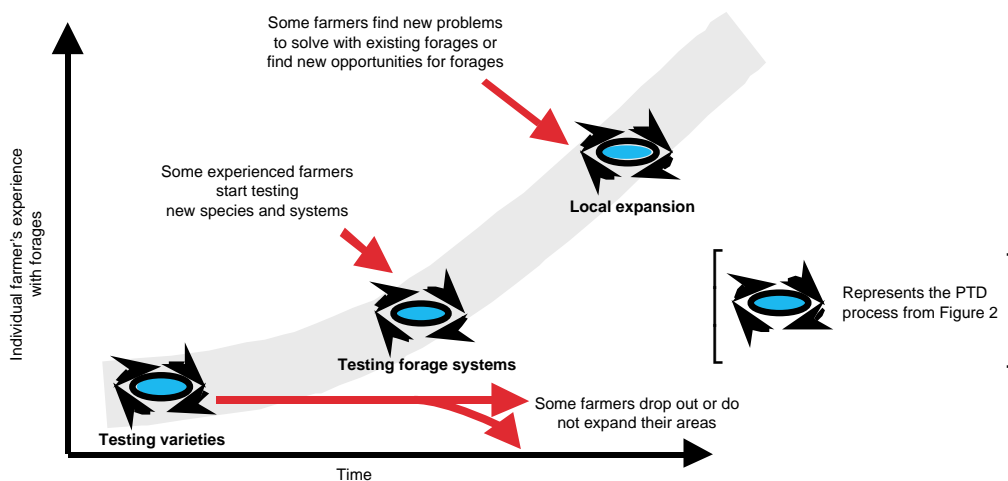 Some farmers find new problems
to solve with existing forages or
find new opportunities for forages
Some experienced farmers
start testing
new species and systems
Local expansion
Individual farmer's experience
with forages
Represents the PTD
process from Figure 2
Testing forage systems
Some farmers drop out or do
not expand their areas
Testing varieties
Time